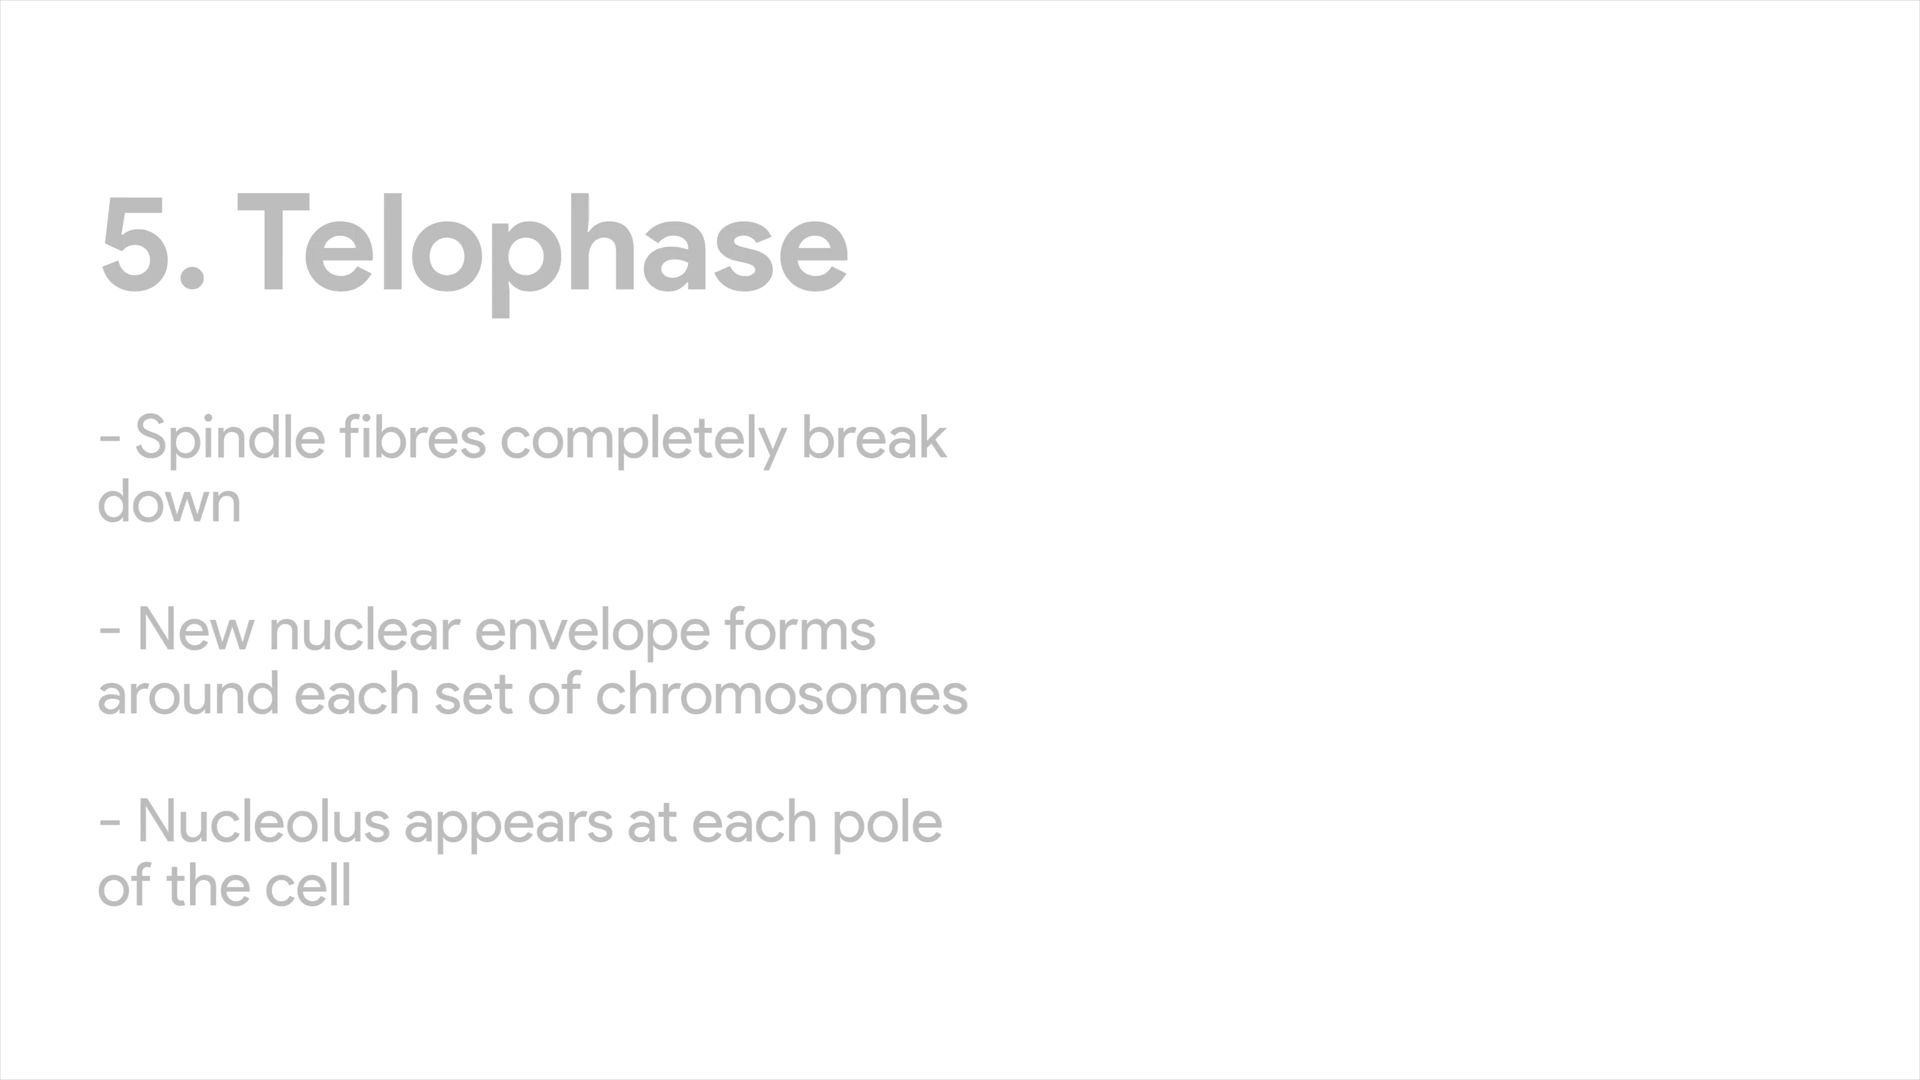 5. Telophase
- Spindle fibres completely break
down
- New nuclear envelope forms
around each set of chromosomes
- Nucleolus appears at each pole
of the cell